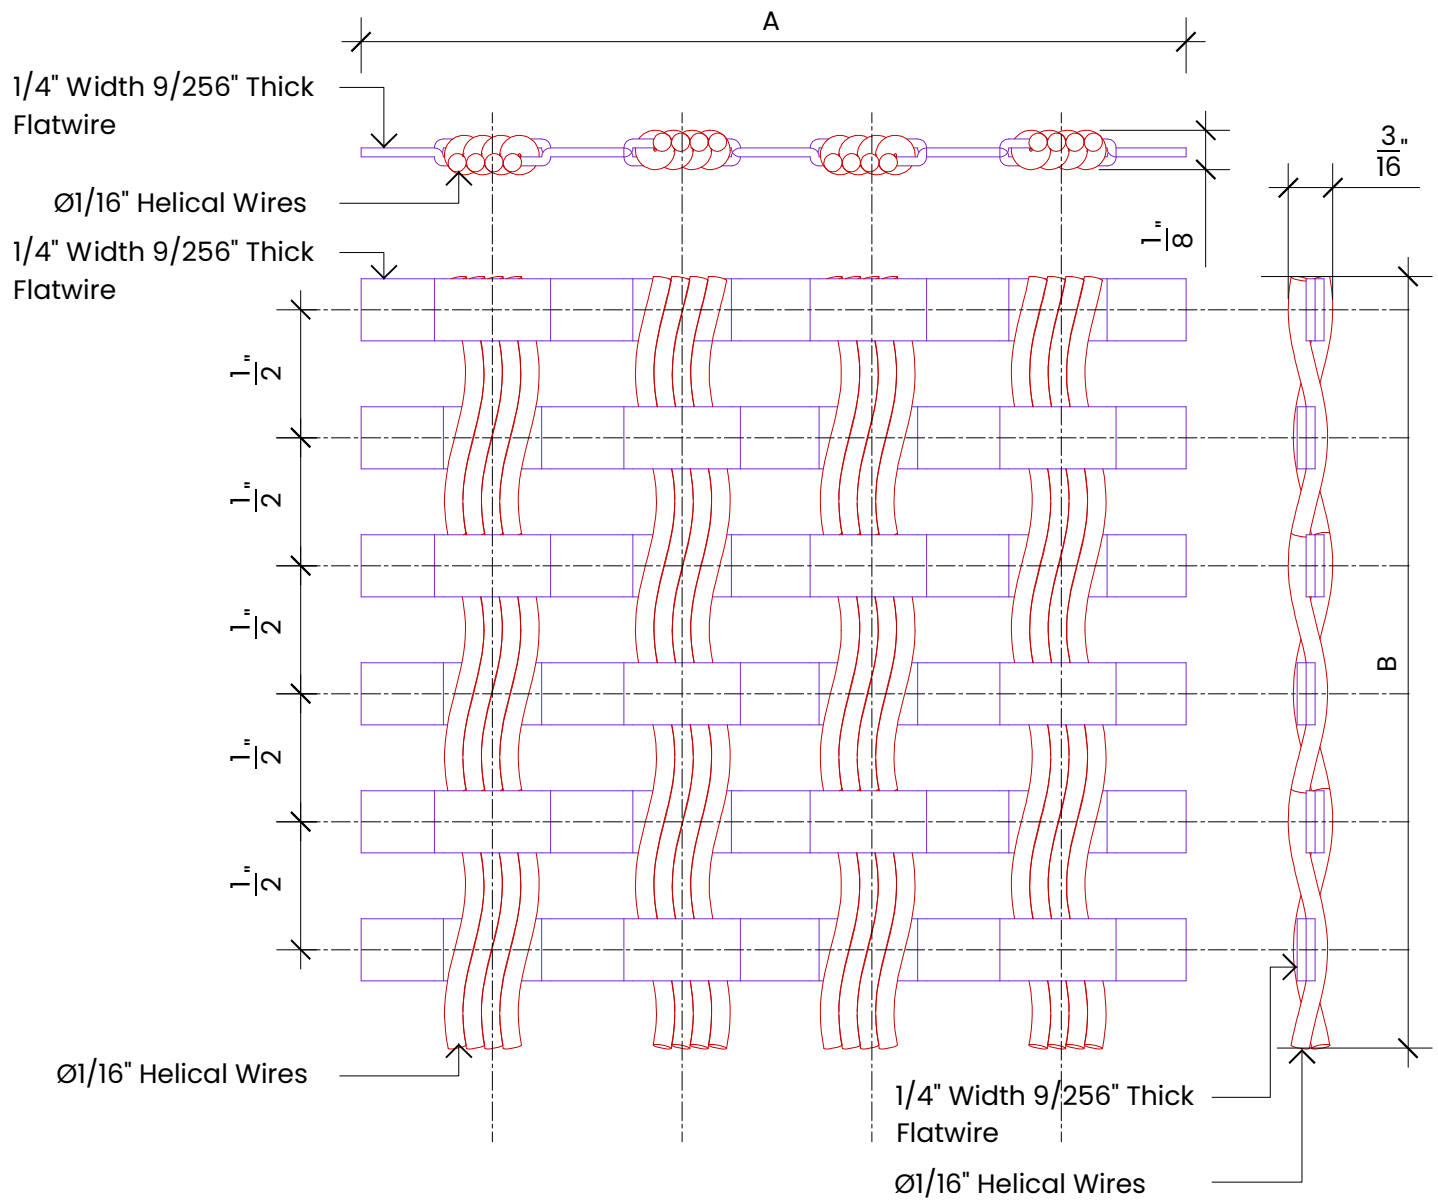 A
1/4" Width 9/256" Thick
Flatwire
3/16"
Ø1/16" Helical Wires
1/8"
1/4" Width 9/256" Thick
Flatwire
1/2"
1/2"
1/2"
B
1/2"
1/2"
Ø1/16" Helical Wires
1/4" Width 9/256" Thick
Flatwire
Ø1/16" Helical Wires